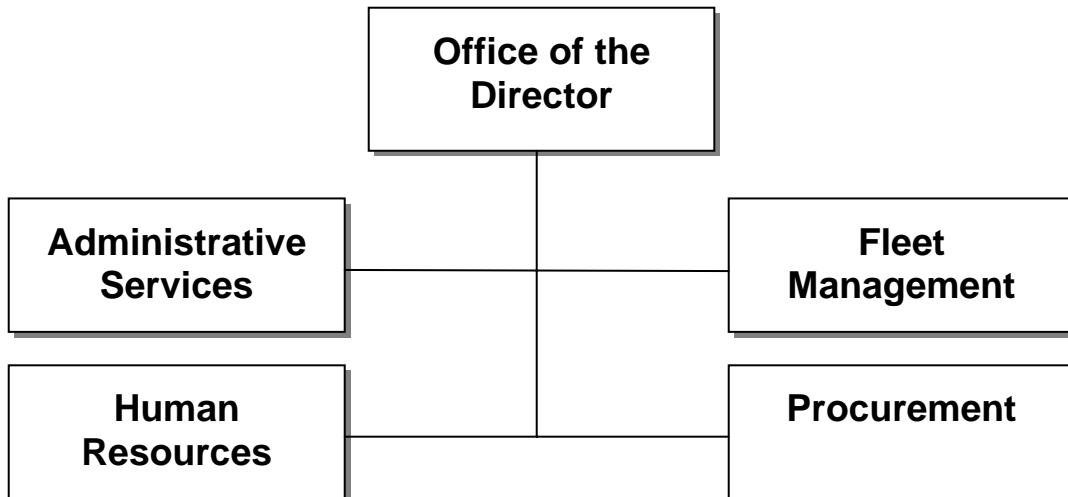 Office of the
Director
Administrative
Services
Fleet
Management
Human
Resources
Procurement